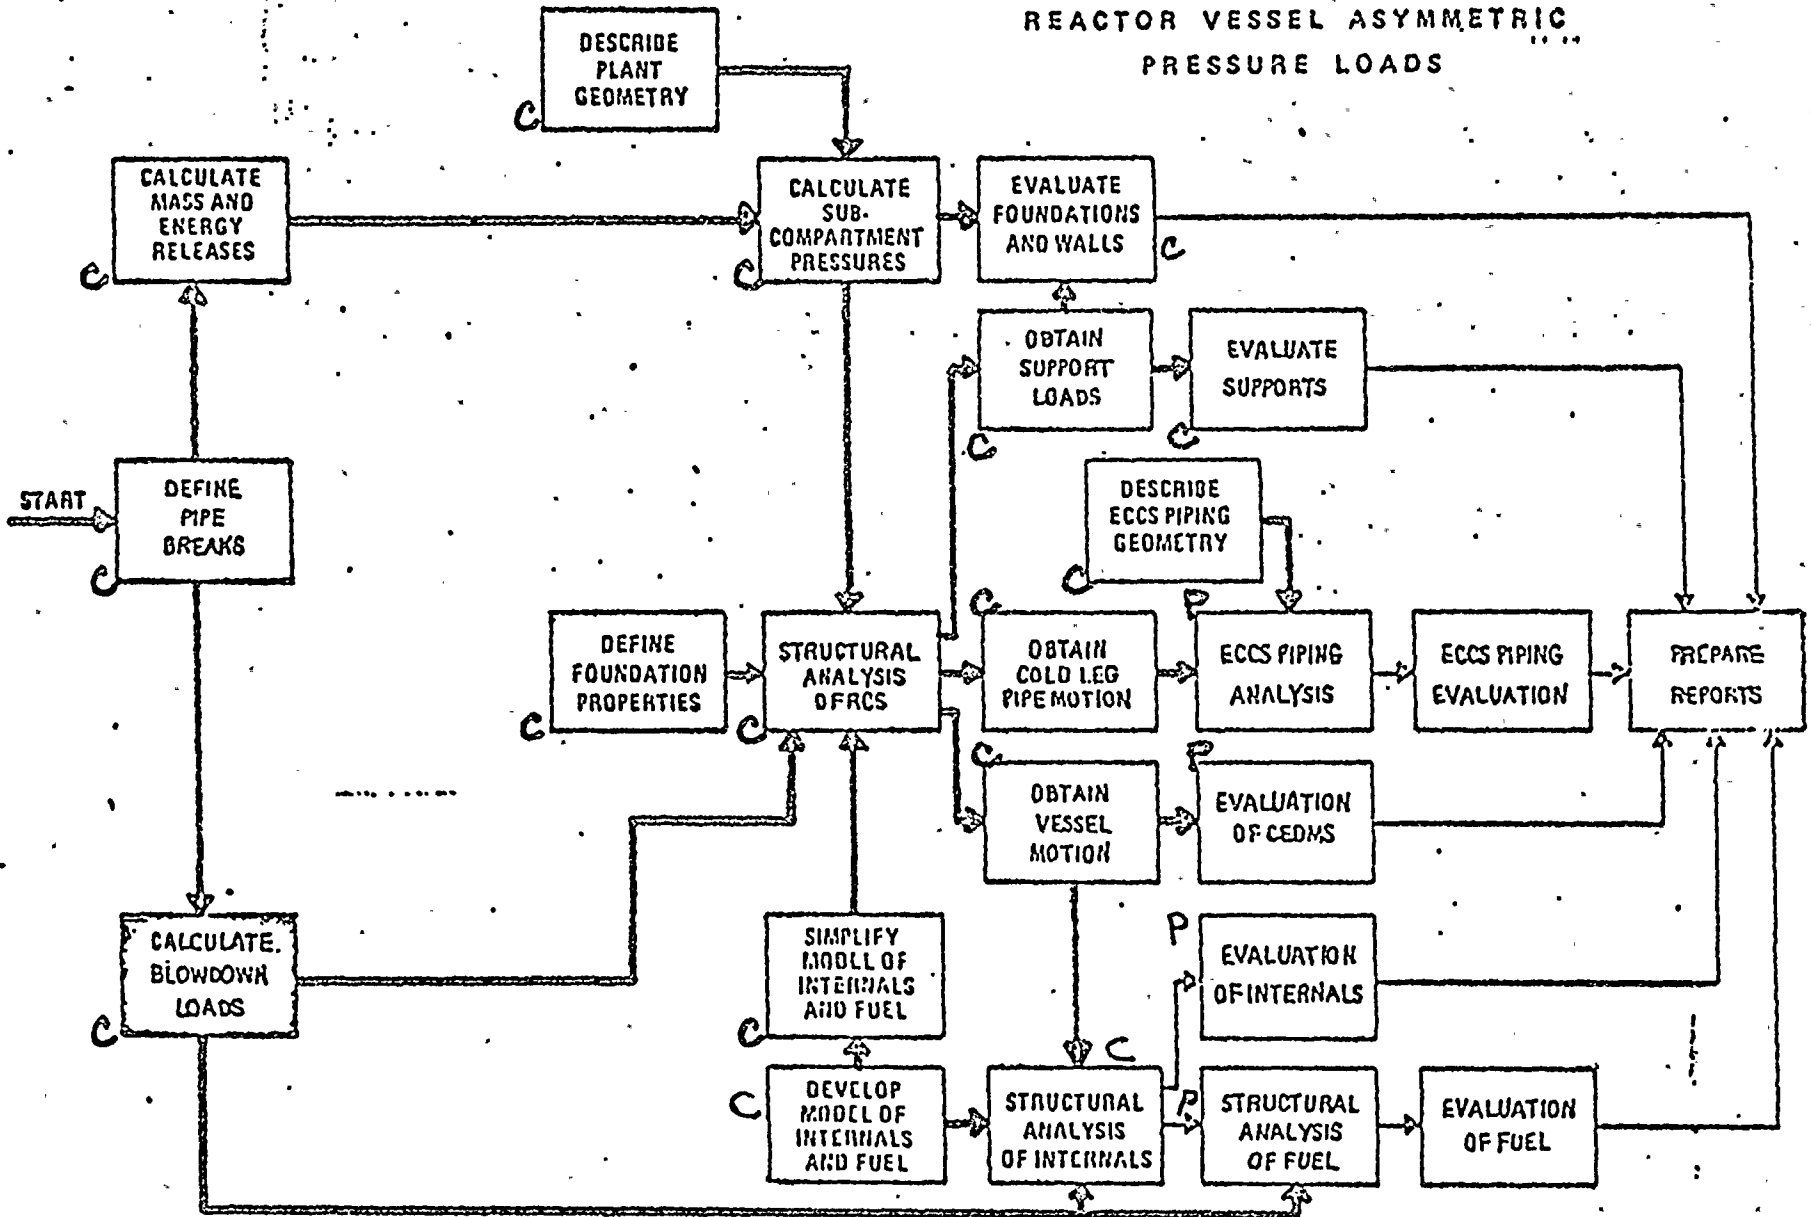 REACTOR VESSEL ASYMMETRIC
PRESSURE LOADS
DESCRIBE
PLANT
GEOMETRY
C
CALCULATE
MASS AND
ENERGY
RELEASES
C
CALCULATE
SUB-
COMPARTMENT
PRESSURES
C
EVALUATE
FOUNDATIONS
AND WALLS
C
OBTAIN
SUPPORT
LOADS
C
EVALUATE
SUPPORTS
C
START
DEFINE
PIPE
BREAKS
C
DESCRIBE
ECCS PIPING
GEOMETRY
C
DEFINE
FOUNDATION
PROPERTIES
C
STRUCTURAL
ANALYSIS
OF RCS
C
C
OBTAIN
COLD LEG
PIPE MOTION
P
ECCS PIPING
ANALYSIS
ECCS PIPING
EVALUATION
PREPARE
REPORTS
C
OBTAIN
VESSEL
MOTION
P
EVALUATION
OF CEDMS
CALCULATE
BLOWDOWN
LOADS
C
SIMPLIFY
MODEL OF
INTERNALS
AND FUEL
C
P
EVALUATION
OF INTERNALS
C
DEVELOP
MODEL OF
INTERNALS
AND FUEL
C
STRUCTURAL
ANALYSIS
OF INTERNALS
P
STRUCTURAL
ANALYSIS
OF FUEL
EVALUATION
OF FUEL